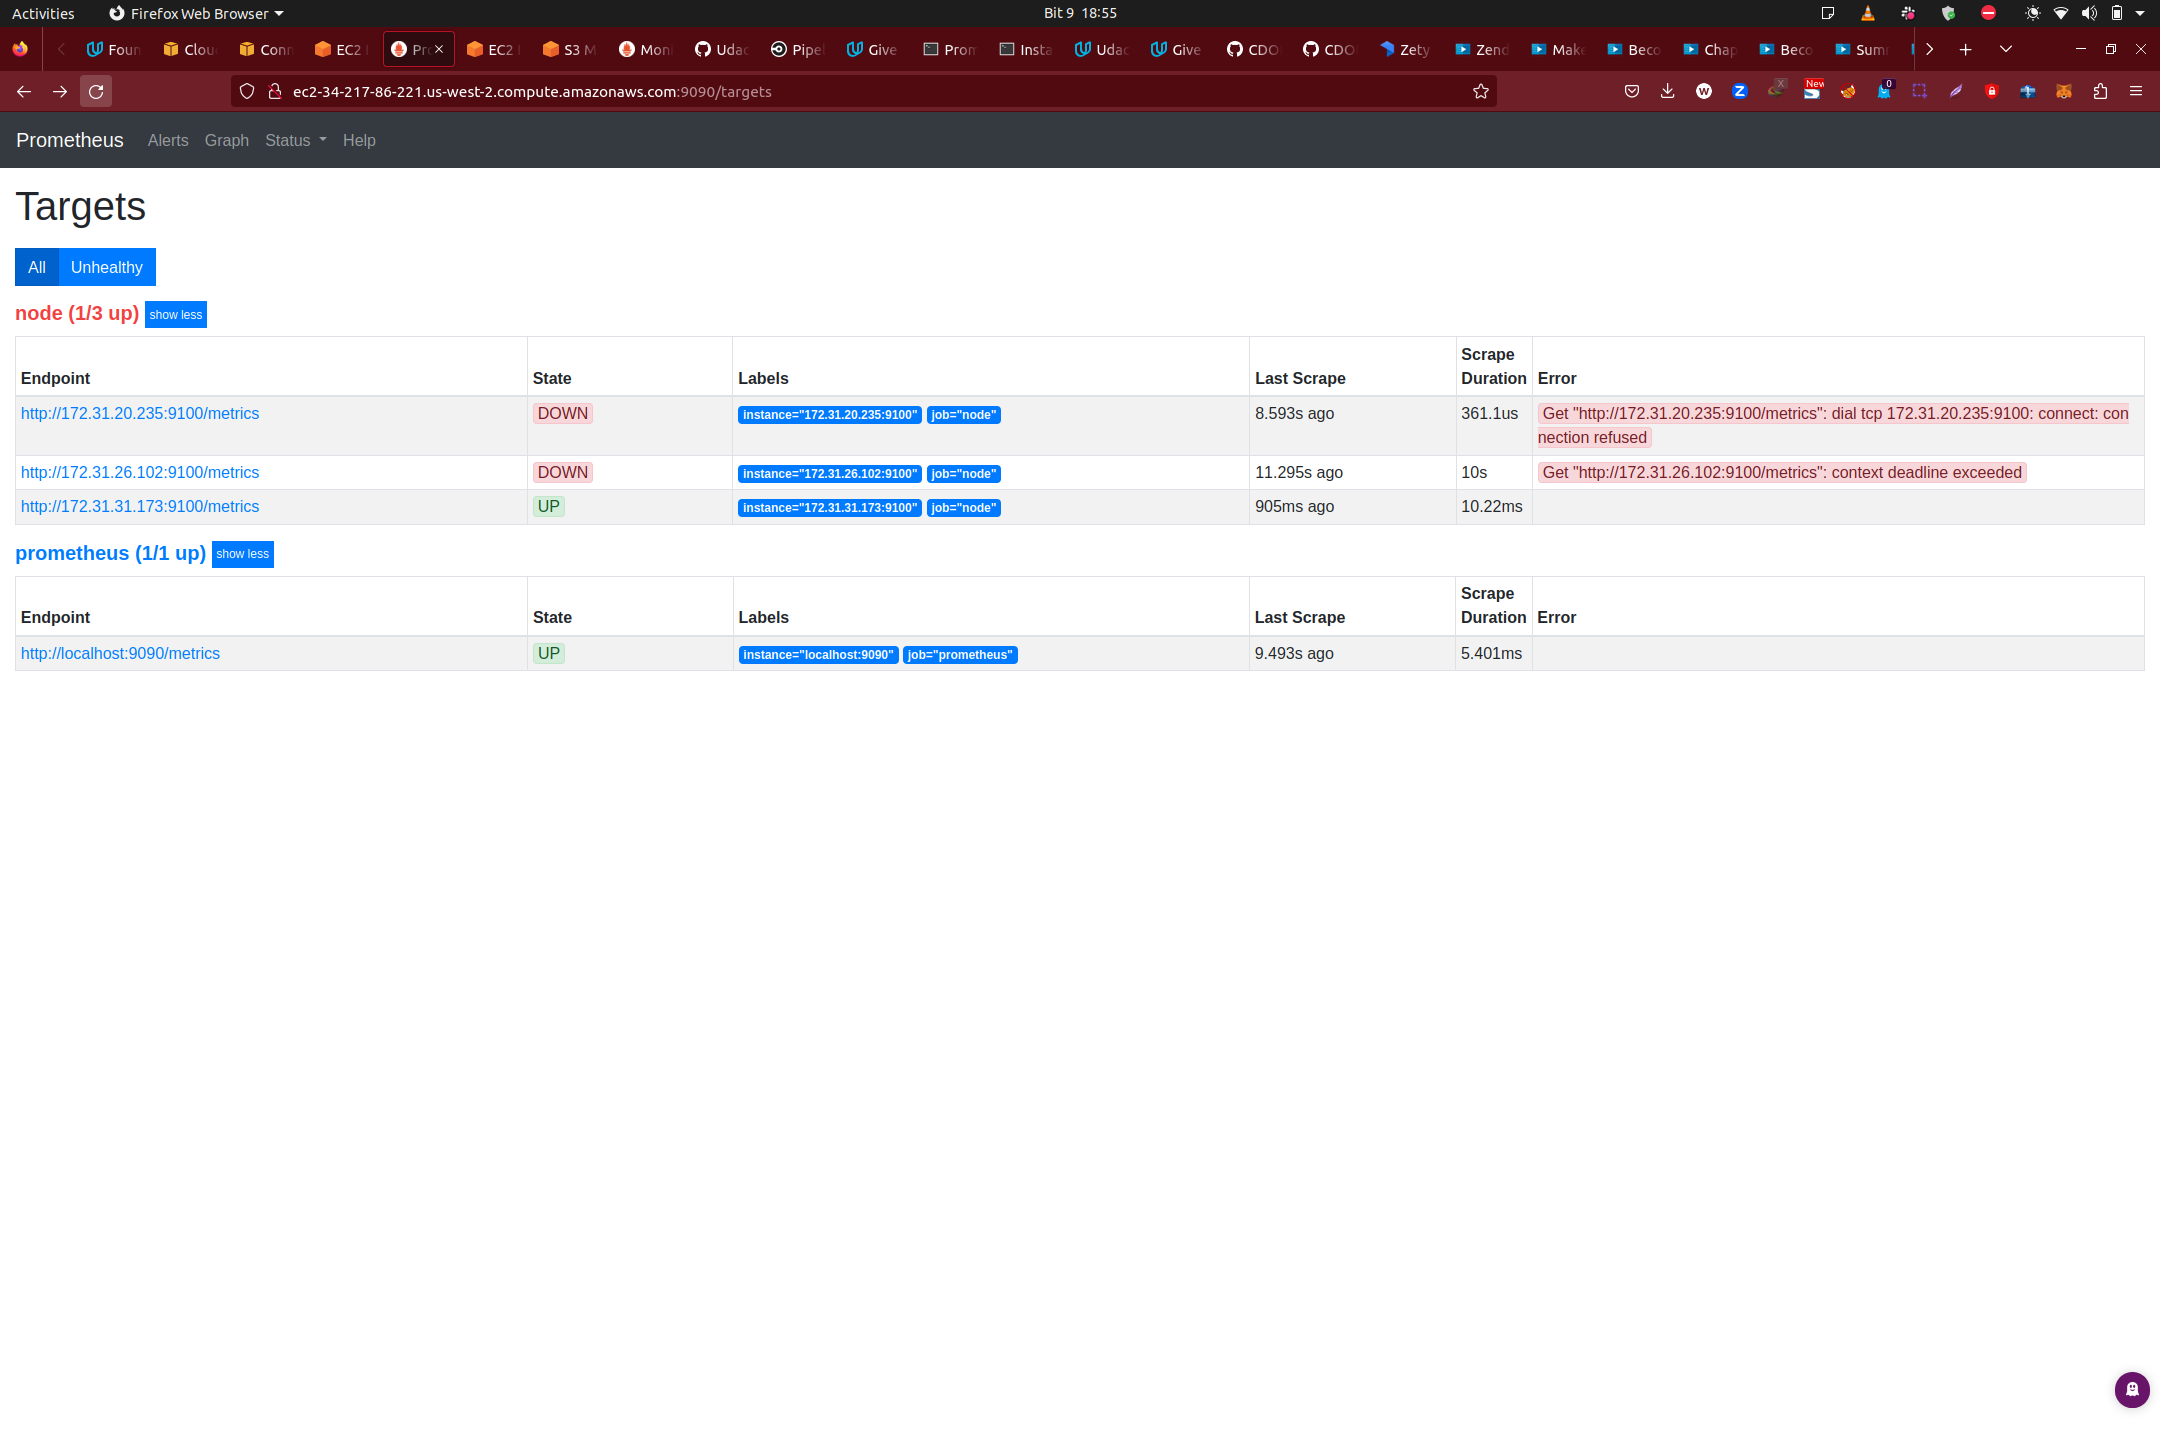 Activities Firefox Web Browser Bit 9 18:55
Foun Clou Conn EC2 Pro EC2 S3 M Moni Udac Pipel Give Prom Insta Udac Give CDO CDO Zety Zend Make Beco Chap Beco Sum
ec2-34-217-86-221.us-west-2.compute.amazonaws.com:9090/targets New 0
Prometheus Alerts Graph Status Help
Targets
All Unhealthy
node (1/3 up) show less
Endpoint State Labels Last Scrape Scrape Duration Error
http://172.31.20.235:9100/metrics DOWN instance="172.31.20.235:9100" job="node" 8.593s ago 361.1us Get "http://172.31.20.235:9100/metrics": dial tcp 172.31.20.235:9100: connect: con
nection refused
http://172.31.26.102:9100/metrics DOWN instance="172.31.26.102:9100" job="node" 11.295s ago 10s Get "http://172.31.26.102:9100/metrics": context deadline exceeded
http://172.31.31.173:9100/metrics UP instance="172.31.31.173:9100" job="node" 905ms ago 10.22ms
prometheus (1/1 up) show less
Endpoint State Labels Last Scrape Scrape Duration Error
http://localhost:9090/metrics UP instance="localhost:9090" job="prometheus" 9.493s ago 5.401ms